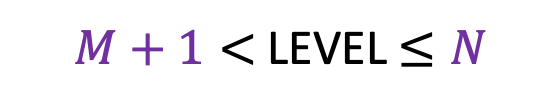 M + 1 < LEVEL ≤ N